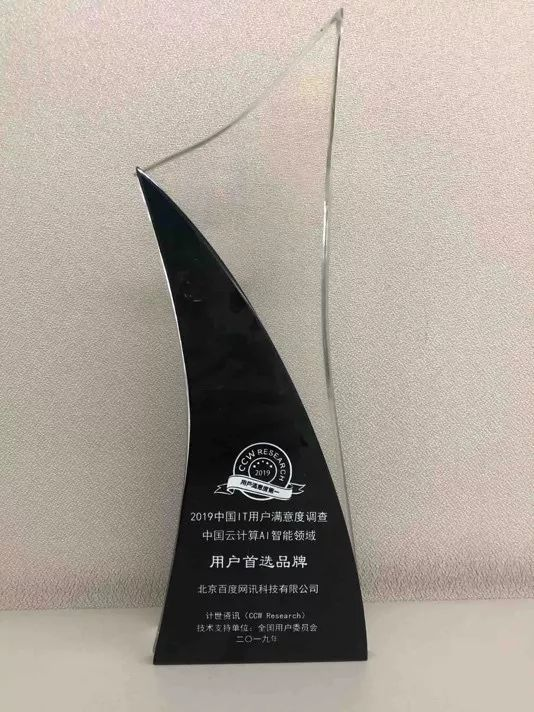 CCW RESEARCH
2019
用户满意度第一
2019中国IT用户满意度调查
中国云计算AI智能领域
用户首选品牌
北京百度网讯科技有限公司
计世资讯（CCW Research）
技术支持单位：全国用户委员会
二〇一九年